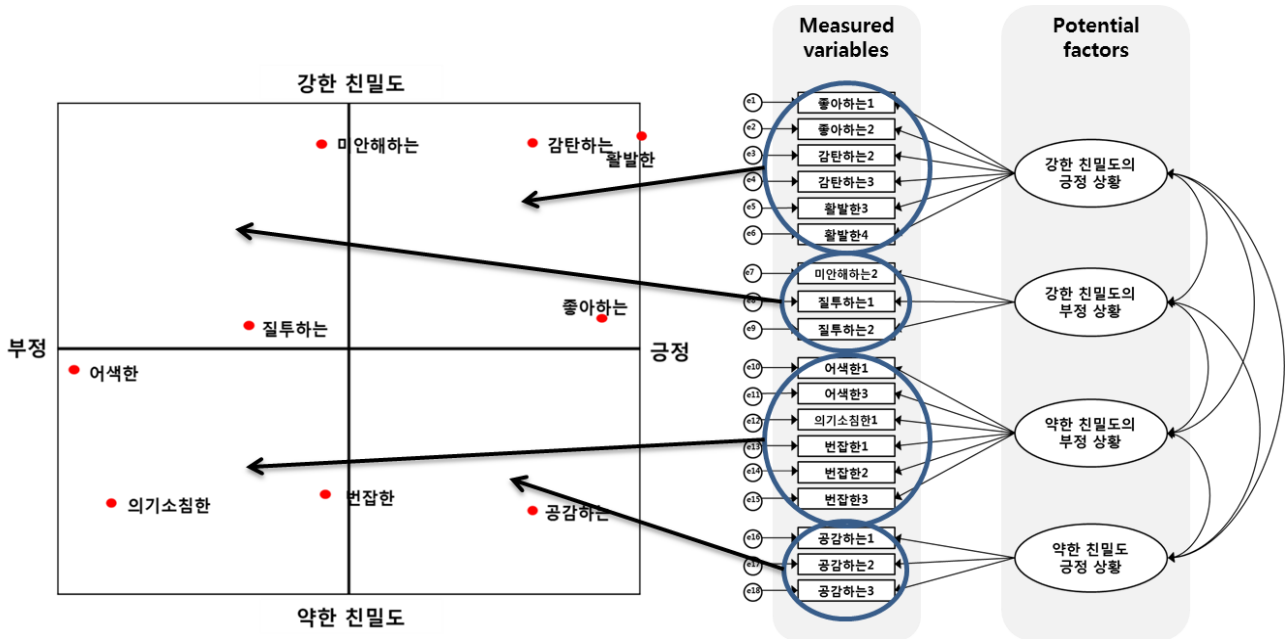 강한 친밀도
미안해하는
감탄하는
활발한
질투하는
좋아하는
부정
긍정
어색한
의기소침한
번잡한
공감하는
약한 친밀도
Measured
variables
e1
좋아하는1
e2
좋아하는2
e3
감탄하는2
e4
감탄하는3
e5
활발한3
e6
활발한4
e7
미안해하는2
e8
질투하는1
e9
질투하는2
e10
어색한1
e11
어색한3
e12
의기소침한1
e13
번잡한1
e14
번잡한2
e15
번잡한3
e16
공감하는1
e17
공감하는2
e18
공감하는3
Potential
factors
강한 친밀도의
긍정 상황
강한 친밀도의
부정 상황
약한 친밀도의
부정 상황
약한 친밀도
긍정 상황